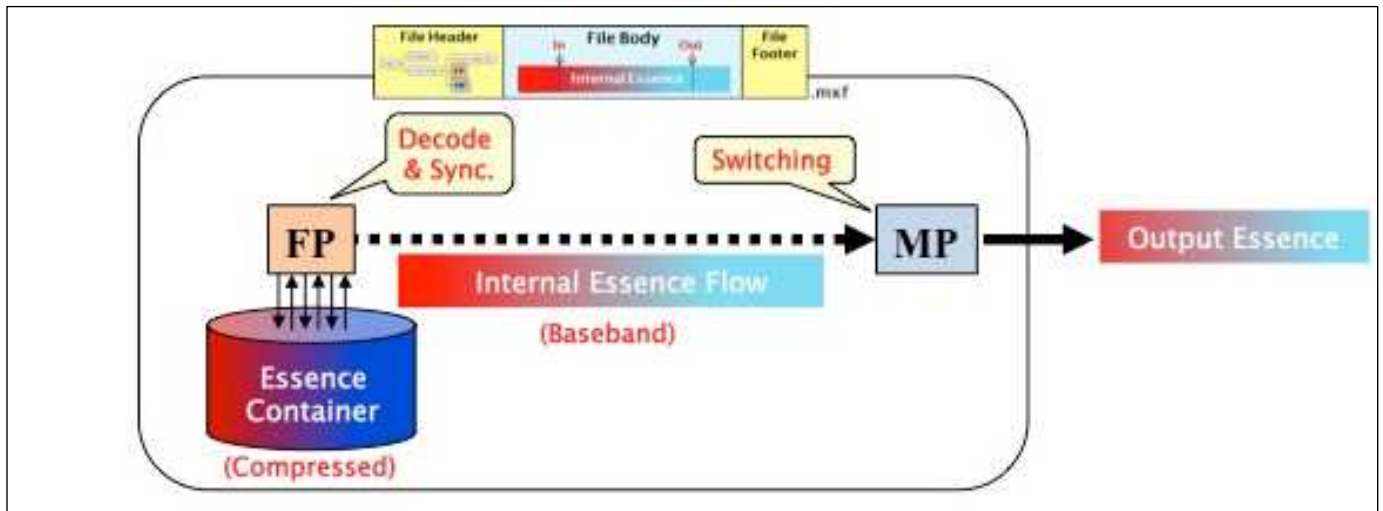 File Header
File Body
File
Footer
In
Out
Internal Essence
.mxf
Decode
& Sync.
Switching
FP
MP
Output Essence
Internal Essence Flow
(Baseband)
Essence
Container
(Compressed)